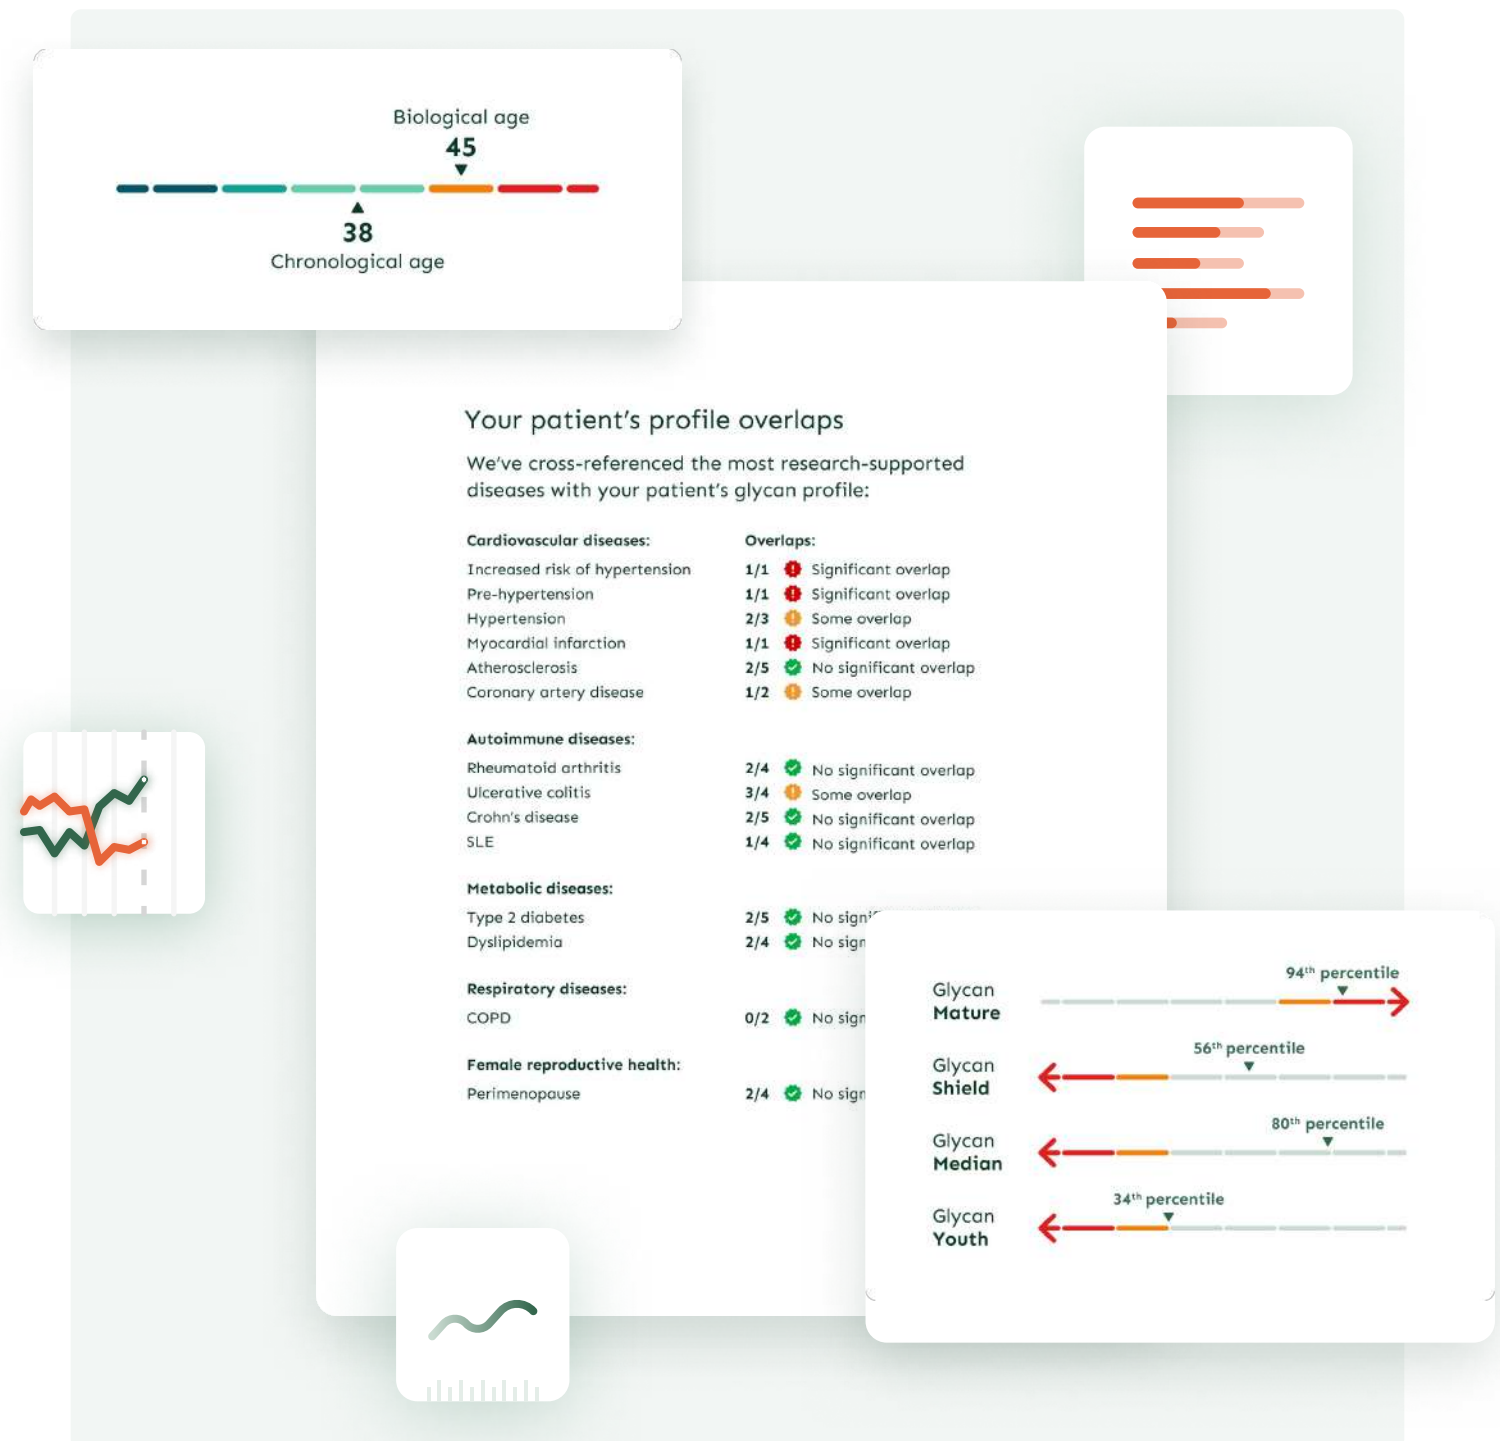 Biological age
45
38
Chronological age
Your patient's profile overlaps
We've cross-referenced the most research-supported
diseases with your patient's glycan profile:
Cardiovascular diseases: Overlaps:
Increased risk of hypertension 1/1 Significant overlap
Pre-hypertension 1/1 Significant overlap
Hypertension 2/3 Some overlap
Myocardial infarction 1/1 Significant overlap
Atherosclerosis 2/5 No significant overlap
Coronary artery disease 1/2 Some overlap
Autoimmune diseases:
Rheumatoid arthritis 2/4 No significant overlap
Ulcerative colitis 3/4 Some overlap
Crohn's disease 2/5 No significant overlap
SLE 1/4 No significant overlap
Metabolic diseases:
Type 2 diabetes 2/5 No
Dyslipidemia 2/4 No
Respiratory diseases:
COPD 0/2 No
Female reproductive health:
Perimenopause 2/4 No
94th percentile
Glycan
Mature
56th percentile
Glycan
Shield
80th percentile
Glycan
Median
34th percentile
Glycan
Youth